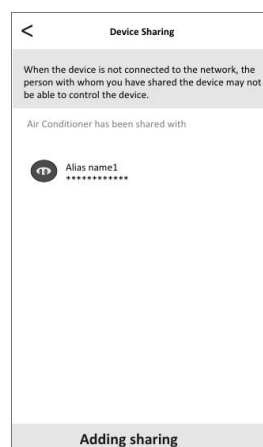 < Device Sharing
When the device is not connected to the network, the
person with whom you have shared the device may not
be able to control the device.
Air Conditioner has been shared with
Alias name1
************
Adding sharing